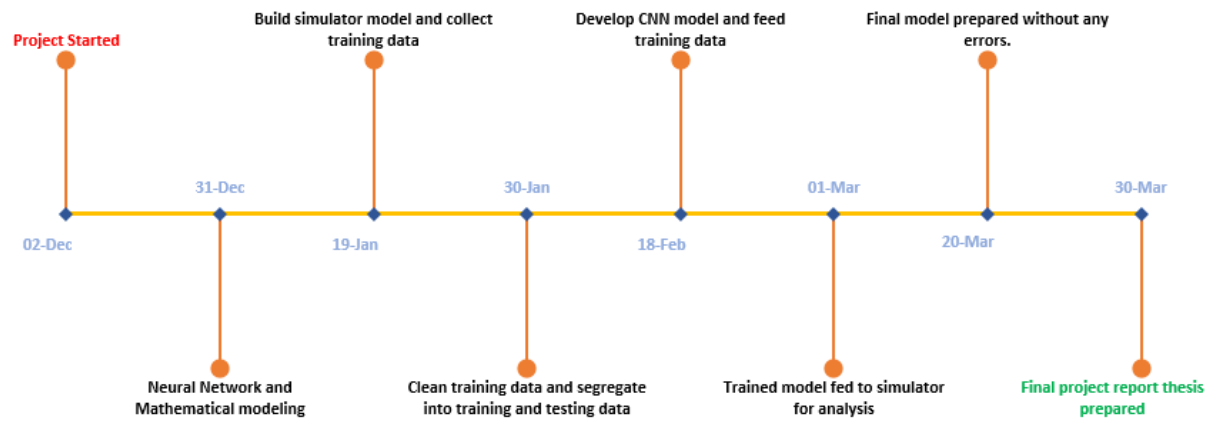 Project Started
Build simulator model and collect
training data
Develop CNN model and feed
training data
Final model prepared without any
errors.
31-Dec
30-Jan
01-Mar
30-Mar
02-Dec
19-Jan
18-Feb
20-Mar
Neural Network and
Mathematical modeling
Clean training data and segregate
into training and testing data
Trained model fed to simulator
for analysis
Final project report thesis
prepared